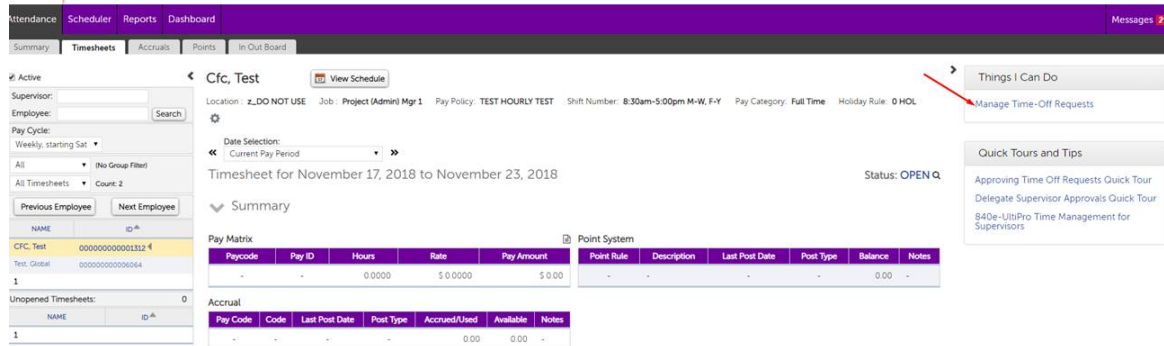 Attendance Scheduler Reports Dashboard Messages
Summary Timesheets Accruals Points In Out Board
Active
Supervisor:
Employee: Search
Pay Cycle:
Weekly, starting Sat
All (No Group Filter)
All Timesheets Count: 2
Previous Employee Next Employee
NAME ID
CFC, Test 000000000001312
Test, Global 000000000006064
1
Unopened Timesheets: 0
NAME ID
1
Cfc, Test View Schedule
Location : z_DO NOT USE Job : Project (Admin) Mgr 1 Pay Policy: TEST HOURLY TEST Shift Number: 8:30am-5:00pm M-W, F-Y Pay Category: Full Time Holiday Rule: 0 HOL
Date Selection:
« Current Pay Period »
Timesheet for November 17, 2018 to November 23, 2018 Status: OPEN
Summary
Pay Matrix
Paycode Pay ID Hours Rate Pay Amount
- - 0.0000 $ 0.0000 $ 0.00
Point System
Point Rule Description Last Post Date Post Type Balance Notes
- - - - 0.00 -
Accrual
Pay Code Code Last Post Date Post Type Accrued/Used Available Notes
- - - - 0.00 0.00 -
Things I Can Do
Manage Time-Off Requests
Quick Tours and Tips
Approving Time Off Requests Quick Tour
Delegate Supervisor Approvals Quick Tour
840e-UltiPro Time Management for
Supervisors